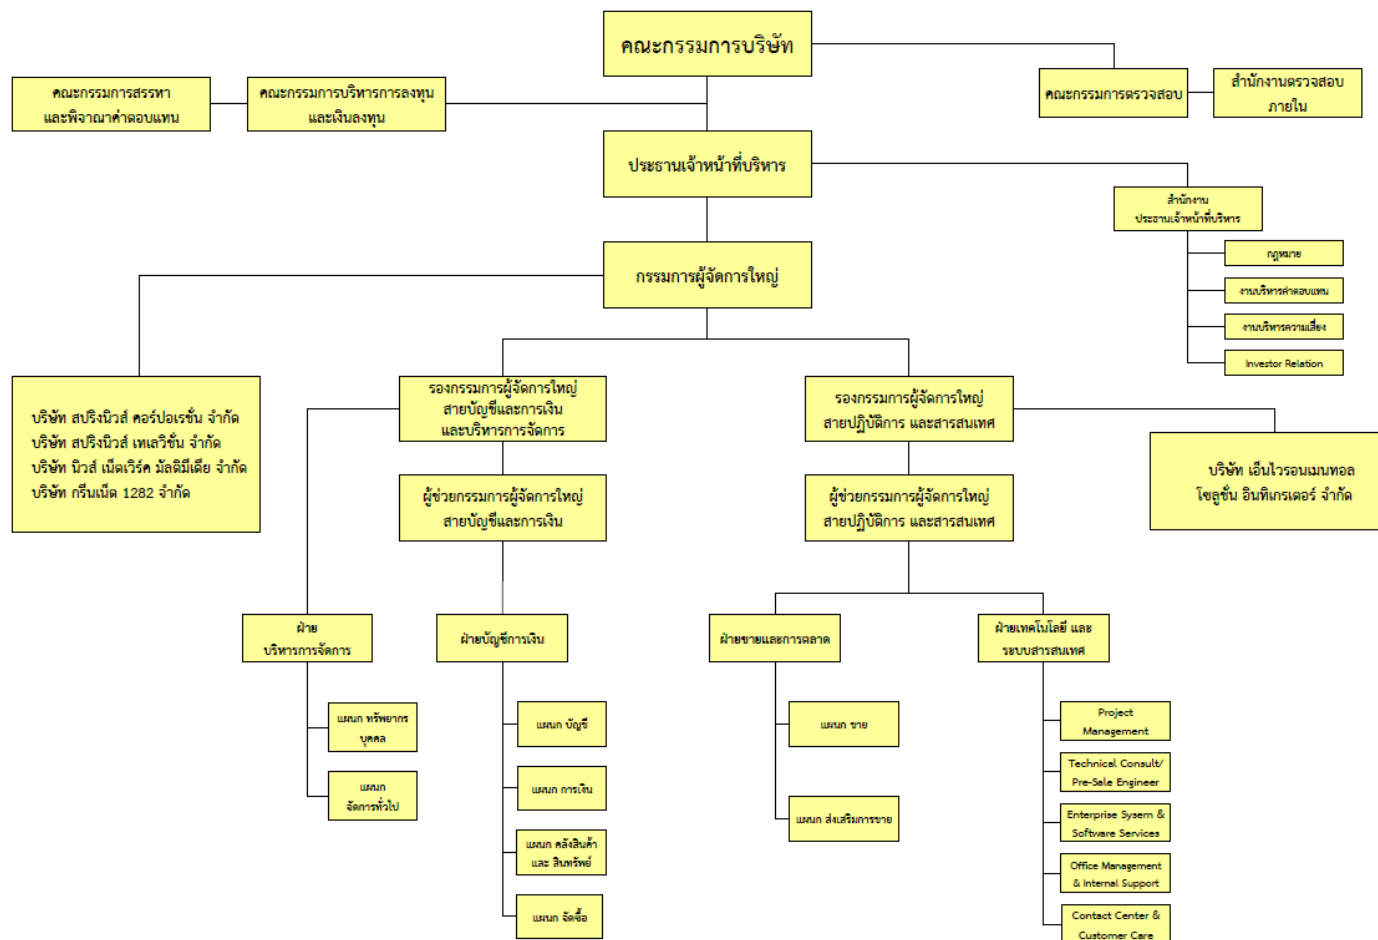 คณะกรรมการบริษัท
คณะกรรมการสรรหา
และพิจาณาค่าตอบแทน
คณะกรรมการบริหารการลงทุน
และเงินลงทุน
คณะกรรมการตรวจสอบ
สำนักงานตรวจสอบ
ภายใน
ประธานเจ้าหน้าที่บริหาร
สำนักงาน
ประธานเจ้าหน้าที่บริหาร
กฎหมาย
งานบริหารค่าตอบแทน
งานบริหารความเสี่ยง
Investor Relation
กรรมการผู้จัดการใหญ่
บริษัท สปริงนิวส์ คอร์ปอเรชั่น จำกัด
บริษัท สปริงนิวส์ เทเลวิชั่น จำกัด
บริษัท นิวส์ เน็ตเวิร์ค มัลติมีเดีย จำกัด
บริษัท กรีนเน็ต 1282 จำกัด
รองกรรมการผู้จัดการใหญ่
สายบัญชีและการเงิน
และบริหารการจัดการ
รองกรรมการผู้จัดการใหญ่
สายปฏิบัติการ และสารสนเทศ
บริษัท เอ็นไวรอนเมนทอล
โซลูชั่น อินทิเกรเตอร์ จำกัด
ผู้ช่วยกรรมการผู้จัดการใหญ่
สายบัญชีและการเงิน
ผู้ช่วยกรรมการผู้จัดการใหญ่
สายปฏิบัติการ และสารสนเทศ
ฝ่าย
บริหารการจัดการ
แผนก ทรัพยากร
บุคคล
แผนก
จัดการทั่วไป
ฝ่ายบัญชีการเงิน
แผนก บัญชี
แผนก การเงิน
แผนก คลังสินค้า
และ สินทรัพย์
แผนก จัดซื้อ
ฝ่ายขายและการตลาด
แผนก ขาย
แผนก ส่งเสริมการขาย
ฝ่ายเทคโนโลยี และ
ระบบสารสนเทศ
Project
Management
Technical Consult/
Pre-Sale Engineer
Enterprise Sysem &
Software Services
Office Management
& Internal Support
Contact Center &
Customer Care